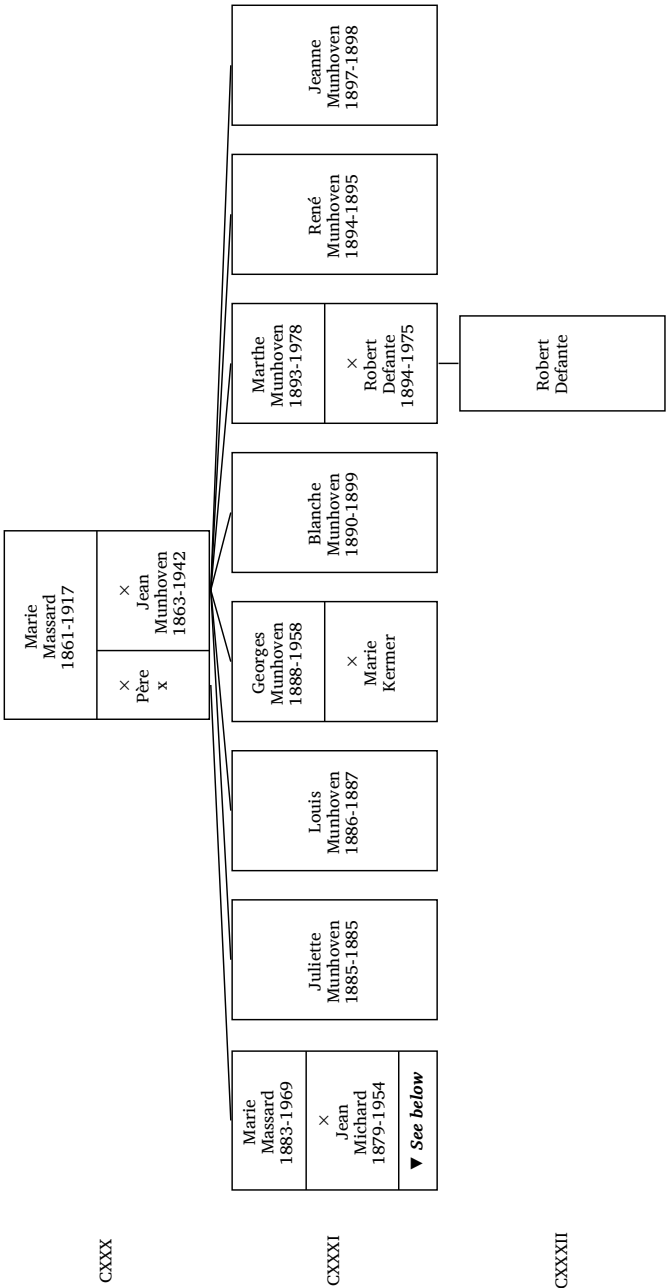 CXXX
Marie
Massard
1861-1917
×
Père
x
×
Jean
Munhoven
1863-1942
CXXXI
Marie
Massard
1883-1969
×
Jean
Michard
1879-1954
▼ See below
Juliette
Munhoven
1885-1885
Louis
Munhoven
1886-1887
Georges
Munhoven
1888-1958
×
Marie
Kermer
Blanche
Munhoven
1890-1899
Marthe
Munhoven
1893-1978
×
Robert
Defante
1894-1975
René
Munhoven
1894-1895
Jeanne
Munhoven
1897-1898
CXXXII
Robert
Defante